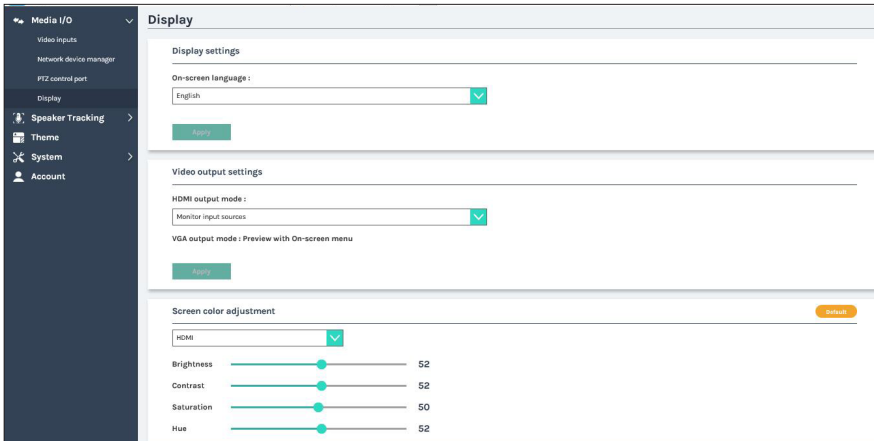 Media I/O
Video inputs
Network device manager
PTZ control port
Display
Speaker Tracking
Theme
System
Account
Display
Display settings
On-screen language :
English
Apply
Video output settings
HDMI output mode :
Monitor input sources
VGA output mode : Preview with On-screen menu
Apply
Screen color adjustment
Default
HDMI
Brightness 52
Contrast 52
Saturation 50
Hue 52